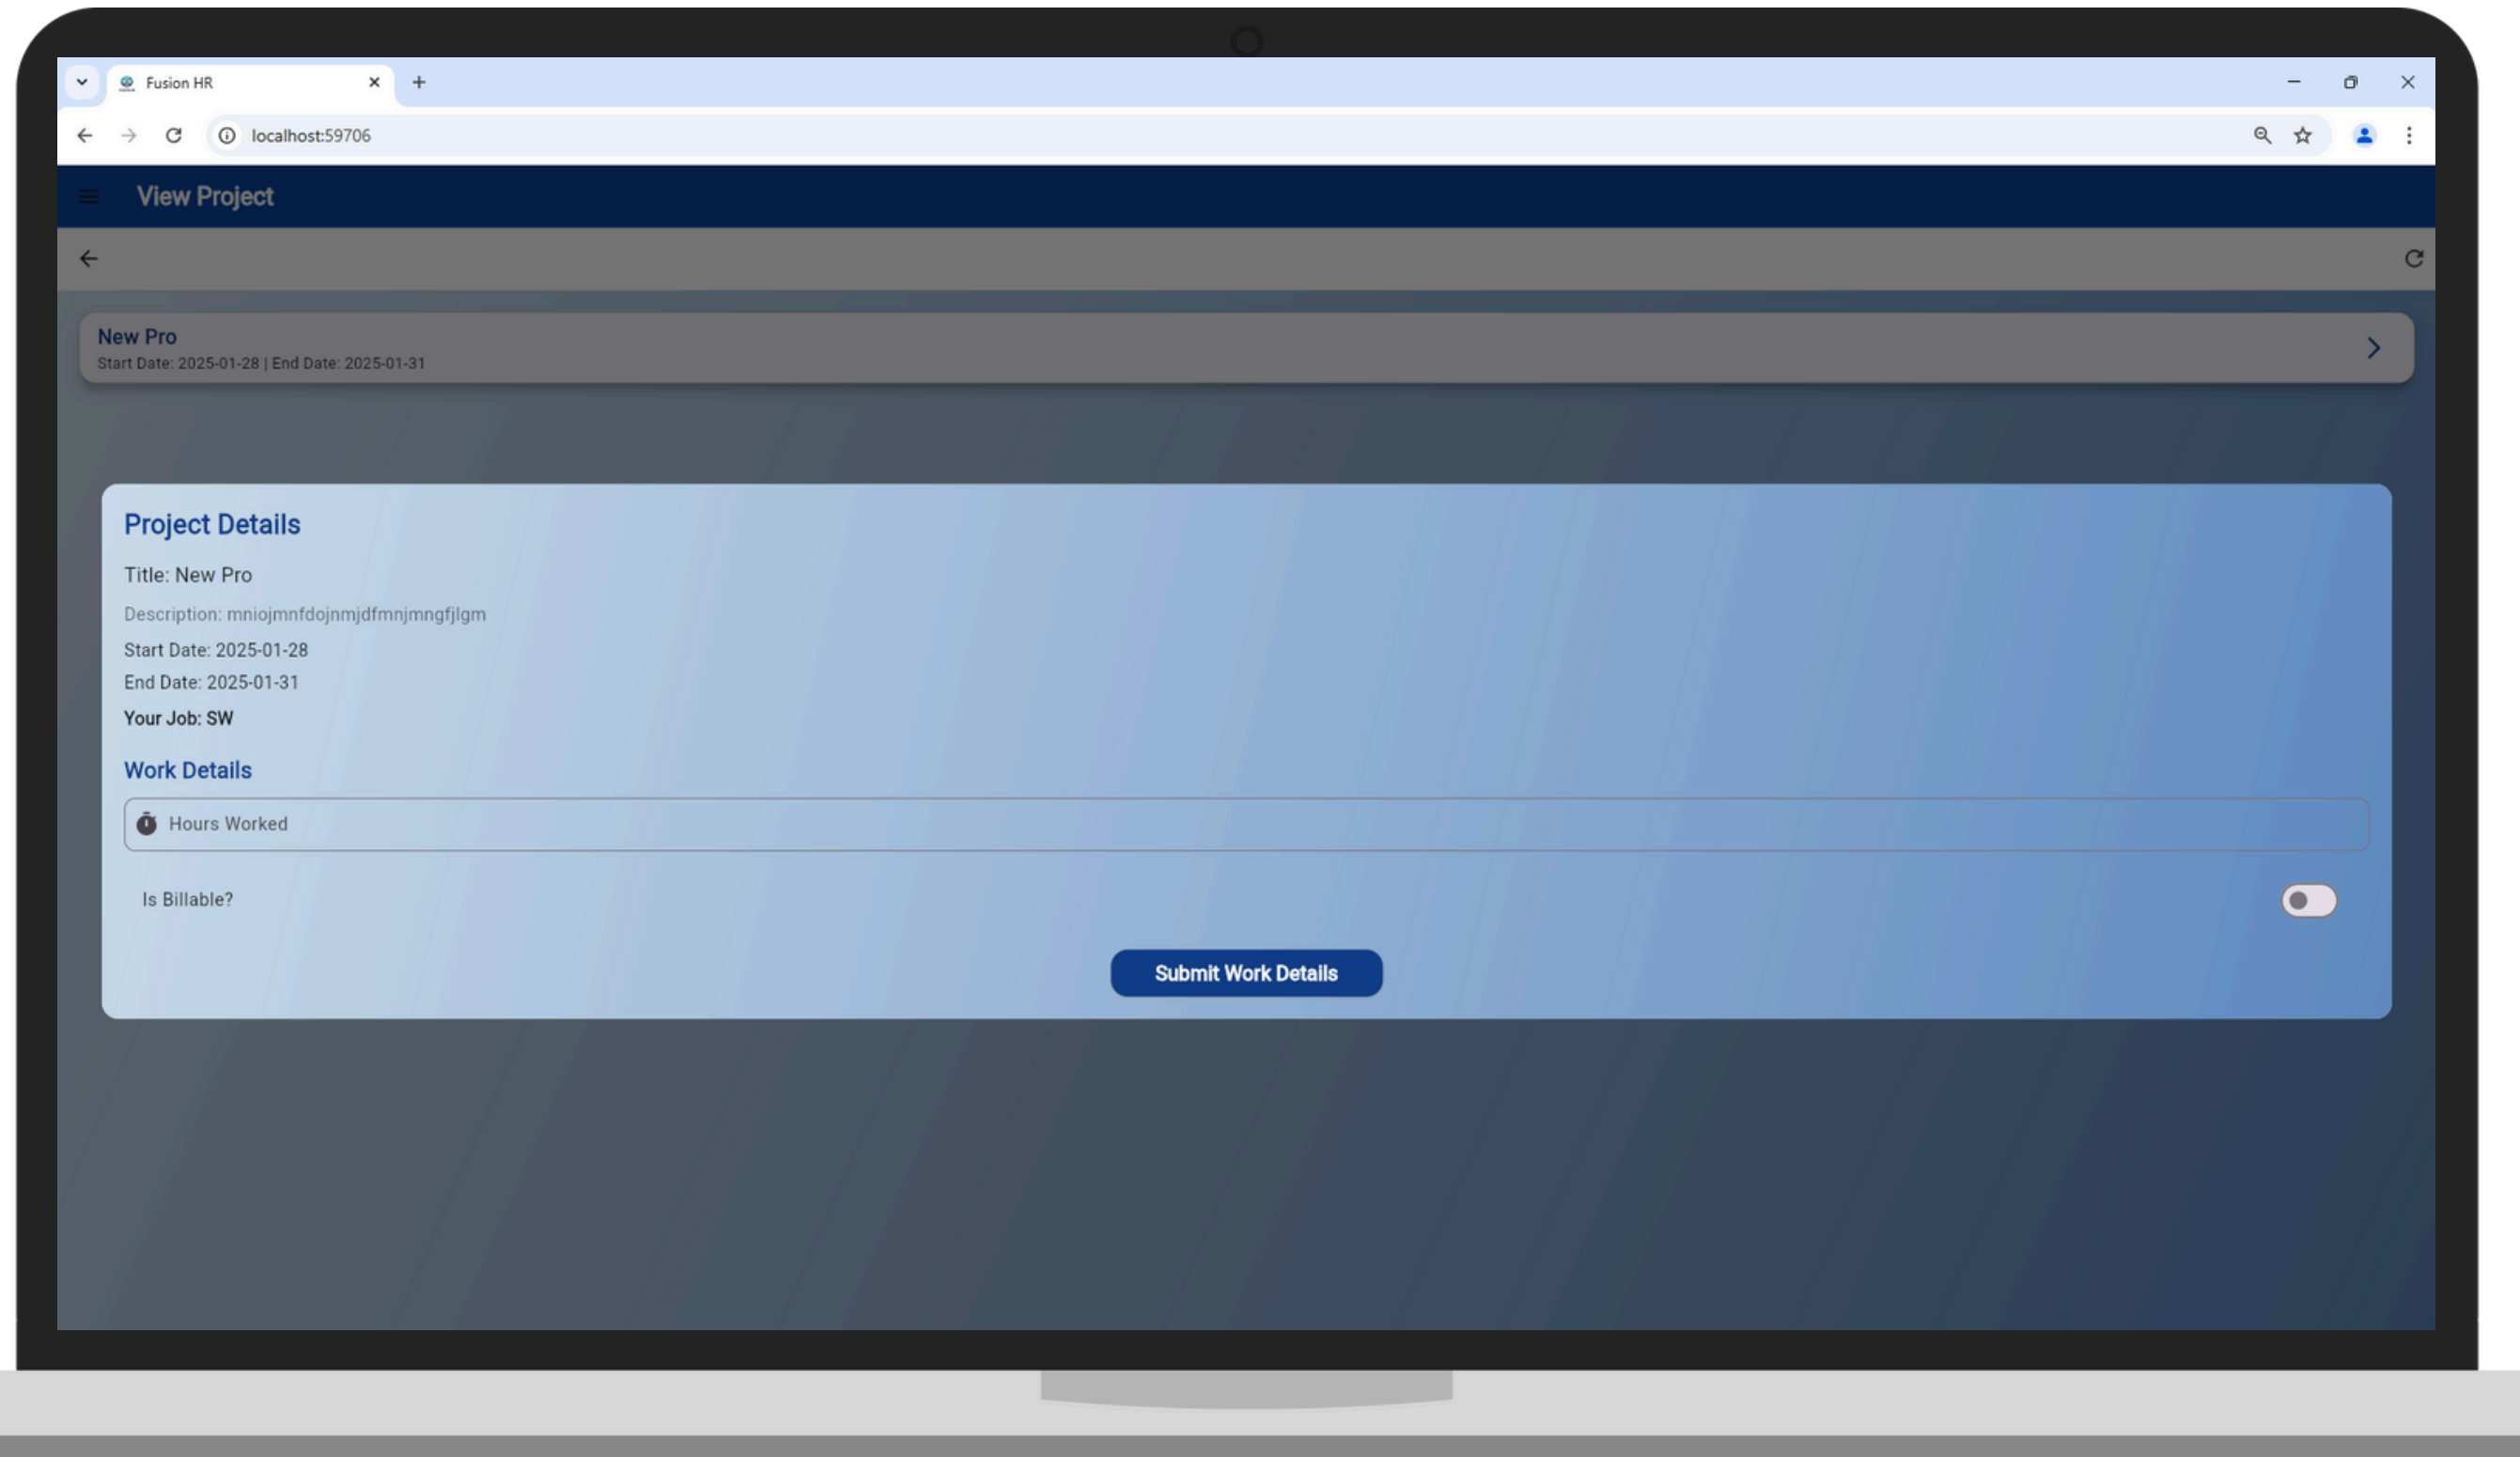 Fusion HR
localhost:59706
View Project
New Pro
Start Date: 2025-01-28 | End Date: 2025-01-31
Project Details
Title: New Pro
Description: mniojmnfdojnmjdfmnjmngfjlgm
Start Date: 2025-01-28
End Date: 2025-01-31
Your Job: SW
Work Details
Hours Worked
Is Billable?
Submit Work Details